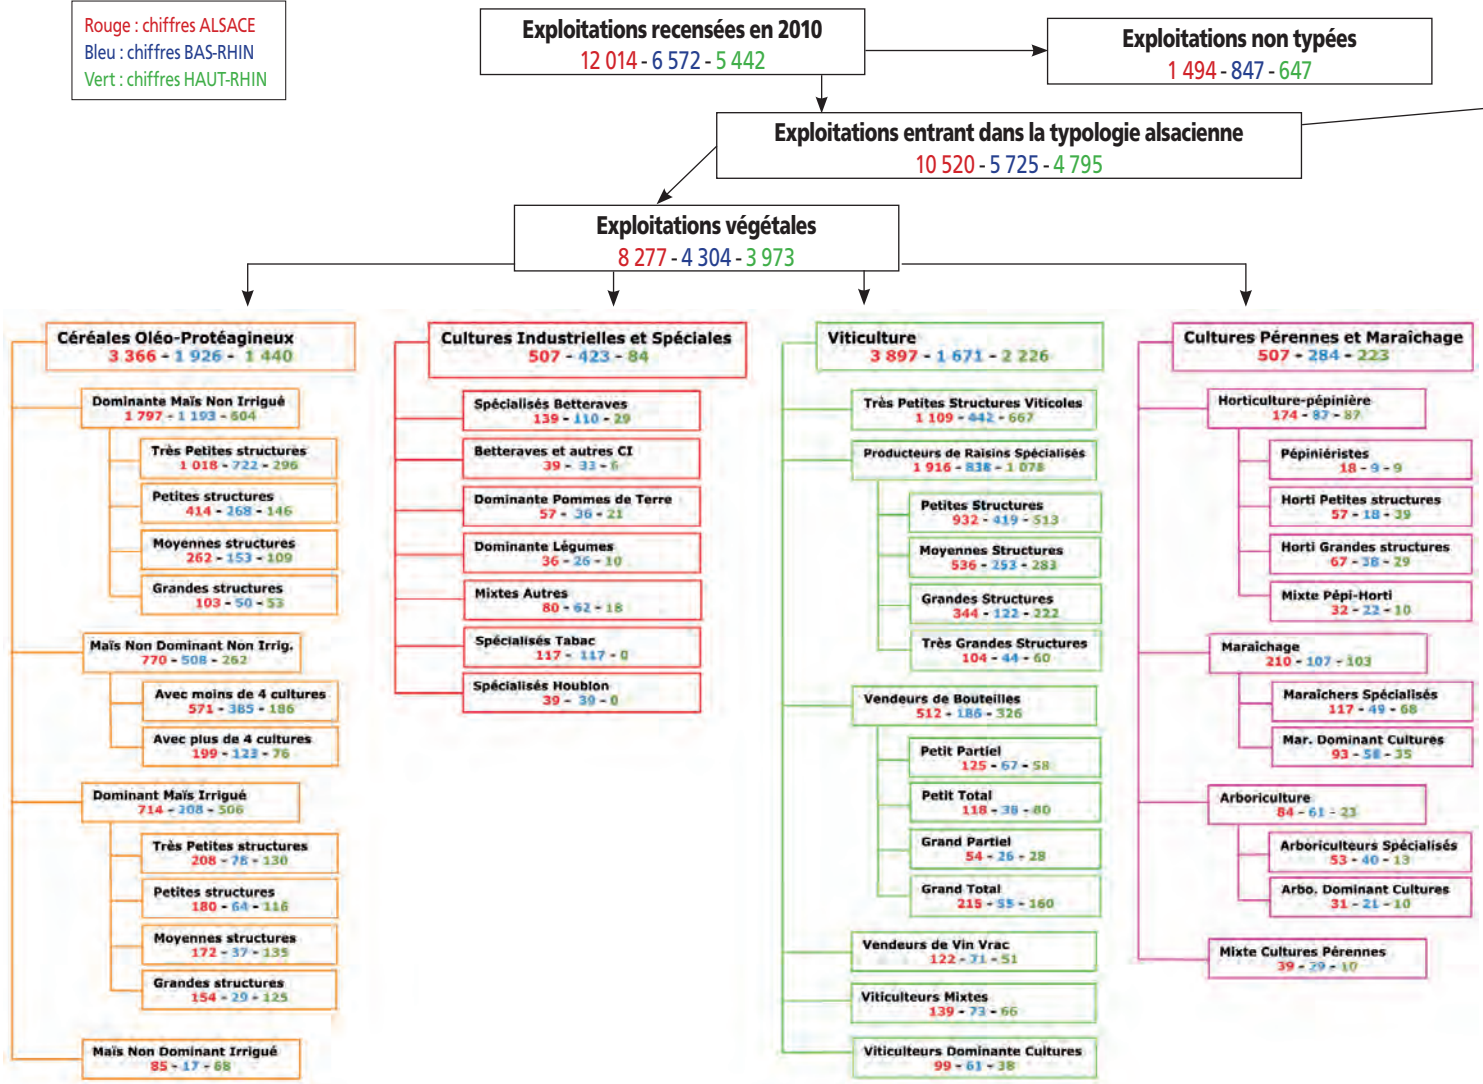 Rouge : chiffres ALSACE
Bleu : chiffres BAS-RHIN
Vert : chiffres HAUT-RHIN
Exploitations recensées en 2010
12 014 - 6 572 - 5 442
Exploitations non typées
1 494 - 847 - 647
Exploitations entrant dans la typologie alsacienne
10 520 - 5 725 - 4 795
Exploitations végétales
8 277 - 4 304 - 3 973
Céréales Oléo-Protéagineux
3 366 - 1 926 - 1 440
Dominante Maïs Non Irrigué
1 797 - 1 193 - 604
Très Petites structures
1 018 - 722 - 296
Petites structures
414 - 268 - 146
Moyennes structures
262 - 153 - 109
Grandes structures
103 - 50 - 53
Maïs Non Dominant Non Irrig.
770 - 508 - 262
Avec moins de 4 cultures
571 - 385 - 186
Avec plus de 4 cultures
199 - 123 - 76
Dominant Maïs Irrigué
714 - 208 - 506
Très Petites structures
208 - 78 - 130
Petites structures
180 - 64 - 116
Moyennes structures
172 - 37 - 135
Grandes structures
154 - 29 - 125
Maïs Non Dominant Irrigué
85 - 17 - 68
Cultures Industrielles et Spéciales
507 - 423 - 84
Spécialisés Betteraves
139 - 110 - 29
Betteraves et autres CI
39 - 33 - 6
Dominante Pommes de Terre
57 - 36 - 21
Dominante Légumes
36 - 26 - 10
Mixtes Autres
80 - 62 - 18
Spécialisés Tabac
117 - 117 - 0
Spécialisés Houblon
39 - 39 - 0
Viticulture
3 897 - 1 671 - 2 226
Très Petites Structures Viticoles
1 109 - 442 - 667
Producteurs de Raisins Spécialisés
1 916 - 838 - 1 078
Petites Structures
932 - 419 - 513
Moyennes Structures
536 - 253 - 283
Grandes Structures
344 - 122 - 222
Très Grandes Structures
104 - 44 - 60
Vendeurs de Bouteilles
512 - 186 - 326
Petit Partiel
125 - 67 - 58
Petit Total
118 - 38 - 80
Grand Partiel
54 - 26 - 28
Grand Total
215 - 55 - 160
Vendeurs de Vin Vrac
122 - 71 - 51
Viticulteurs Mixtes
139 - 73 - 66
Viticulteurs Dominante Cultures
99 - 61 - 38
Cultures Pérennes et Maraîchage
507 - 284 - 223
Horticulture-pépinière
174 - 87 - 87
Pépiniéristes
18 - 9 - 9
Horti Petites structures
57 - 18 - 39
Horti Grandes structures
67 - 38 - 29
Mixte Pépi-Horti
32 - 22 - 10
Maraîchage
210 - 107 - 103
Maraîchers Spécialisés
117 - 49 - 68
Mar. Dominant Cultures
93 - 58 - 35
Arboriculture
84 - 61 - 23
Arboriculteurs Spécialisés
53 - 40 - 13
Arbo. Dominant Cultures
31 - 21 - 10
Mixte Cultures Pérennes
39 - 29 - 10